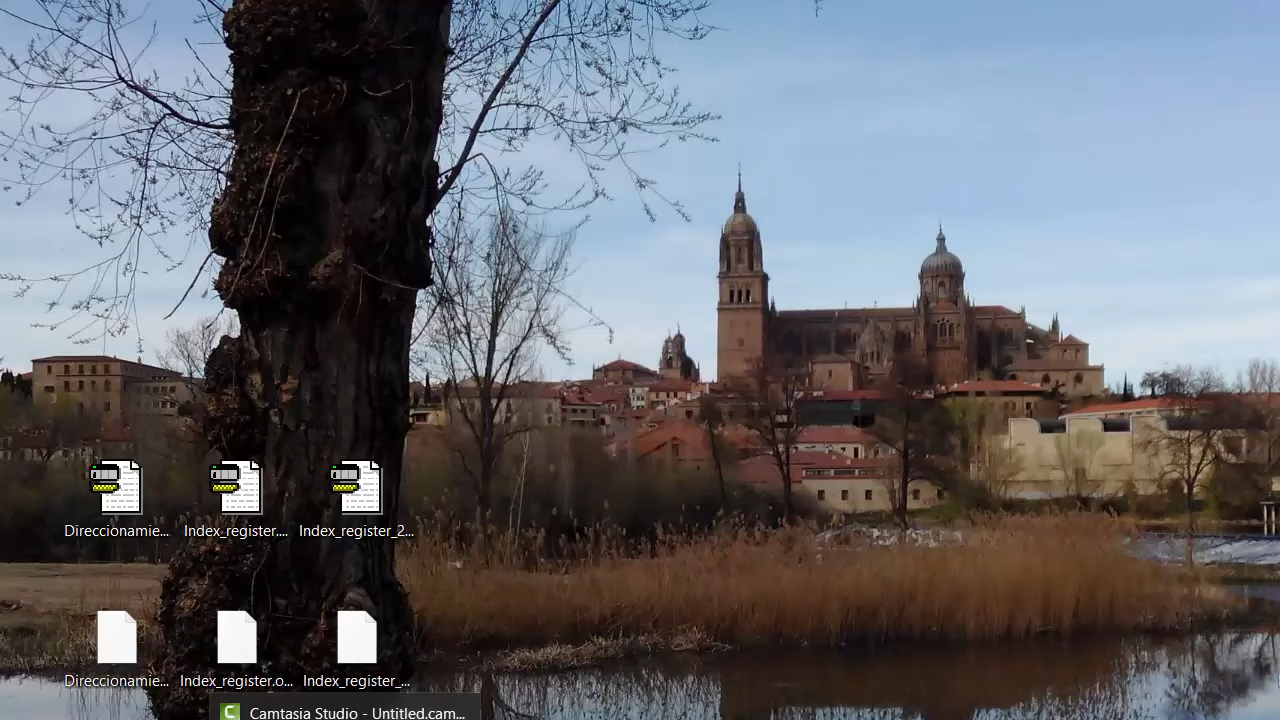 Direccionamie...
Index_register....
Index_register_2...
Direccionamie...
Index_register.o...
Index_register_...
Camtasia Studio - Untitled.cam...